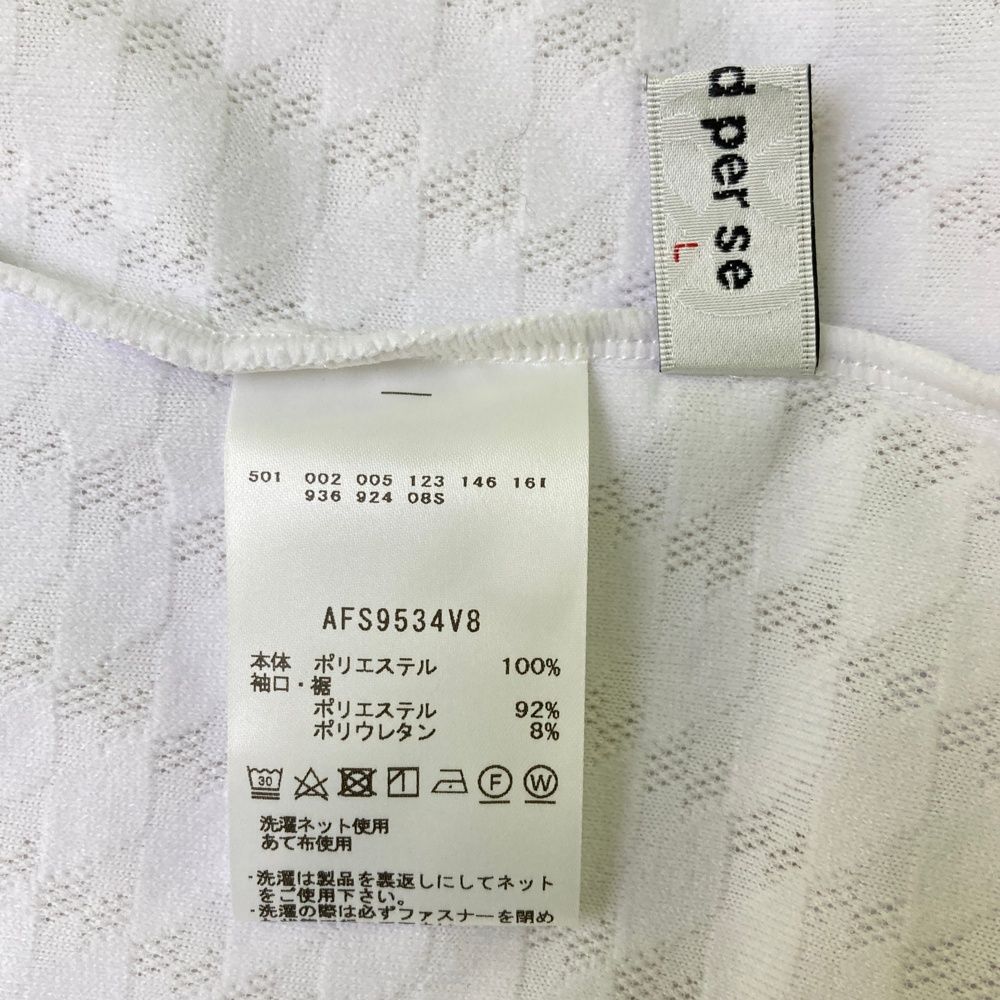 d per se
L
501 002 005 123 146 161
936 924 08S
AFS9534V8
本体 ポリエステル 100%
袖口・裾
ポリエステル 92%
ポリウレタン 8%
30
F W
洗濯ネット使用
あて布使用
・洗濯は製品を裏返しにしてネット
をご使用下さい。
・洗濯の際は必ずファスナーを閉め